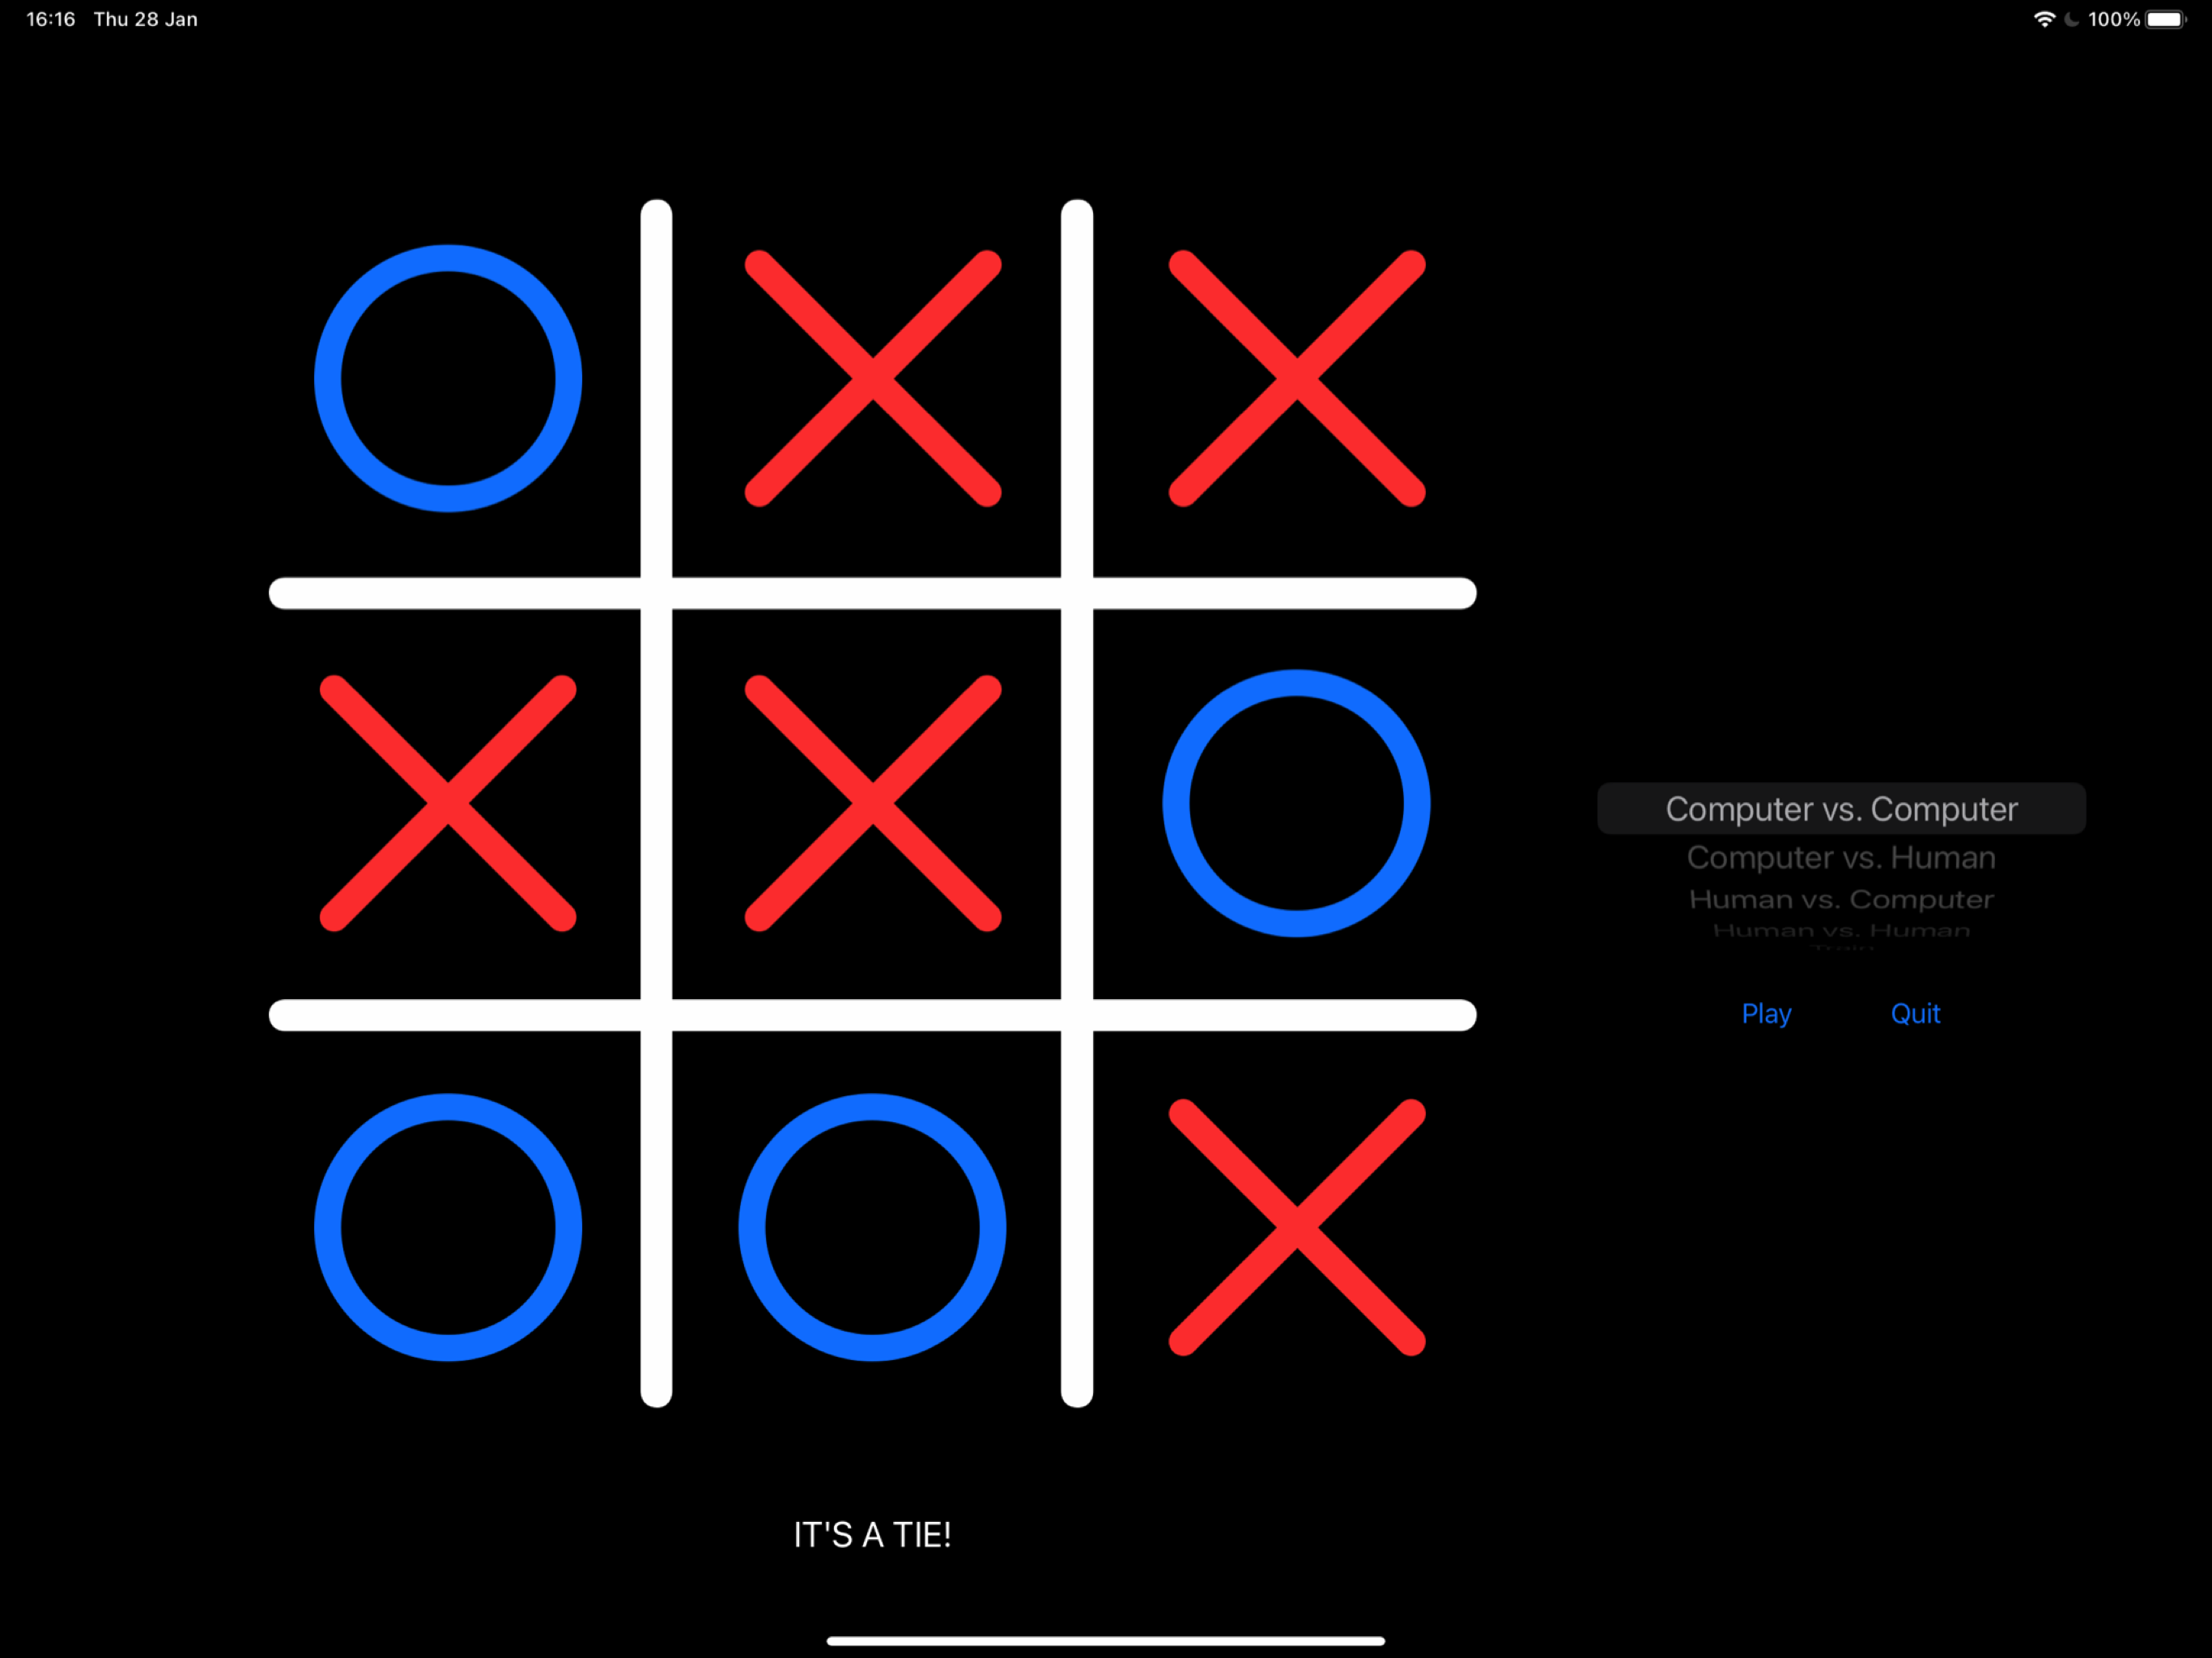 16:16 Thu 28 Jan
100%
Computer vs. Computer
Computer vs. Human
Human vs. Computer
Human vs. Human
Play Quit
IT'S A TIE!